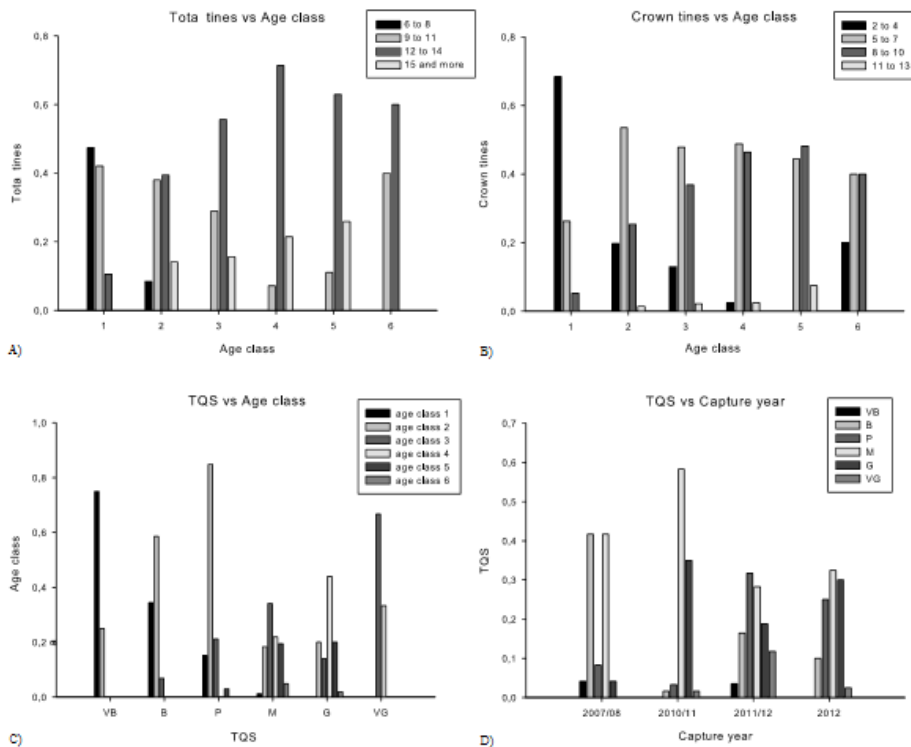 Tota tines vs Age class
6 to 8
9 to 11
12 to 14
15 and more
0,8
0,6
0,4
0,2
0,0
Tota tines
1 2 3 4 5 6
Age class
A)
Crown tines vs Age class
2 to 4
5 to 7
8 to 10
11 to 13
0,8
0,6
0,4
0,2
0,0
Crown tines
1 2 3 4 5 6
Age class
B)
TQS vs Age class
age class 1
age class 2
age class 3
age class 4
age class 5
age class 6
1,0
0,8
0,6
0,4
0,2
0,0
Age class
VB B P M G VG
TQS
C)
TQS vs Capture year
VB
B
P
M
G
VG
0,7
0,6
0,5
0,4
0,3
0,2
0,1
0,0
TQS
2007/08 2010/11 2011/12 2012
Capture year
D)